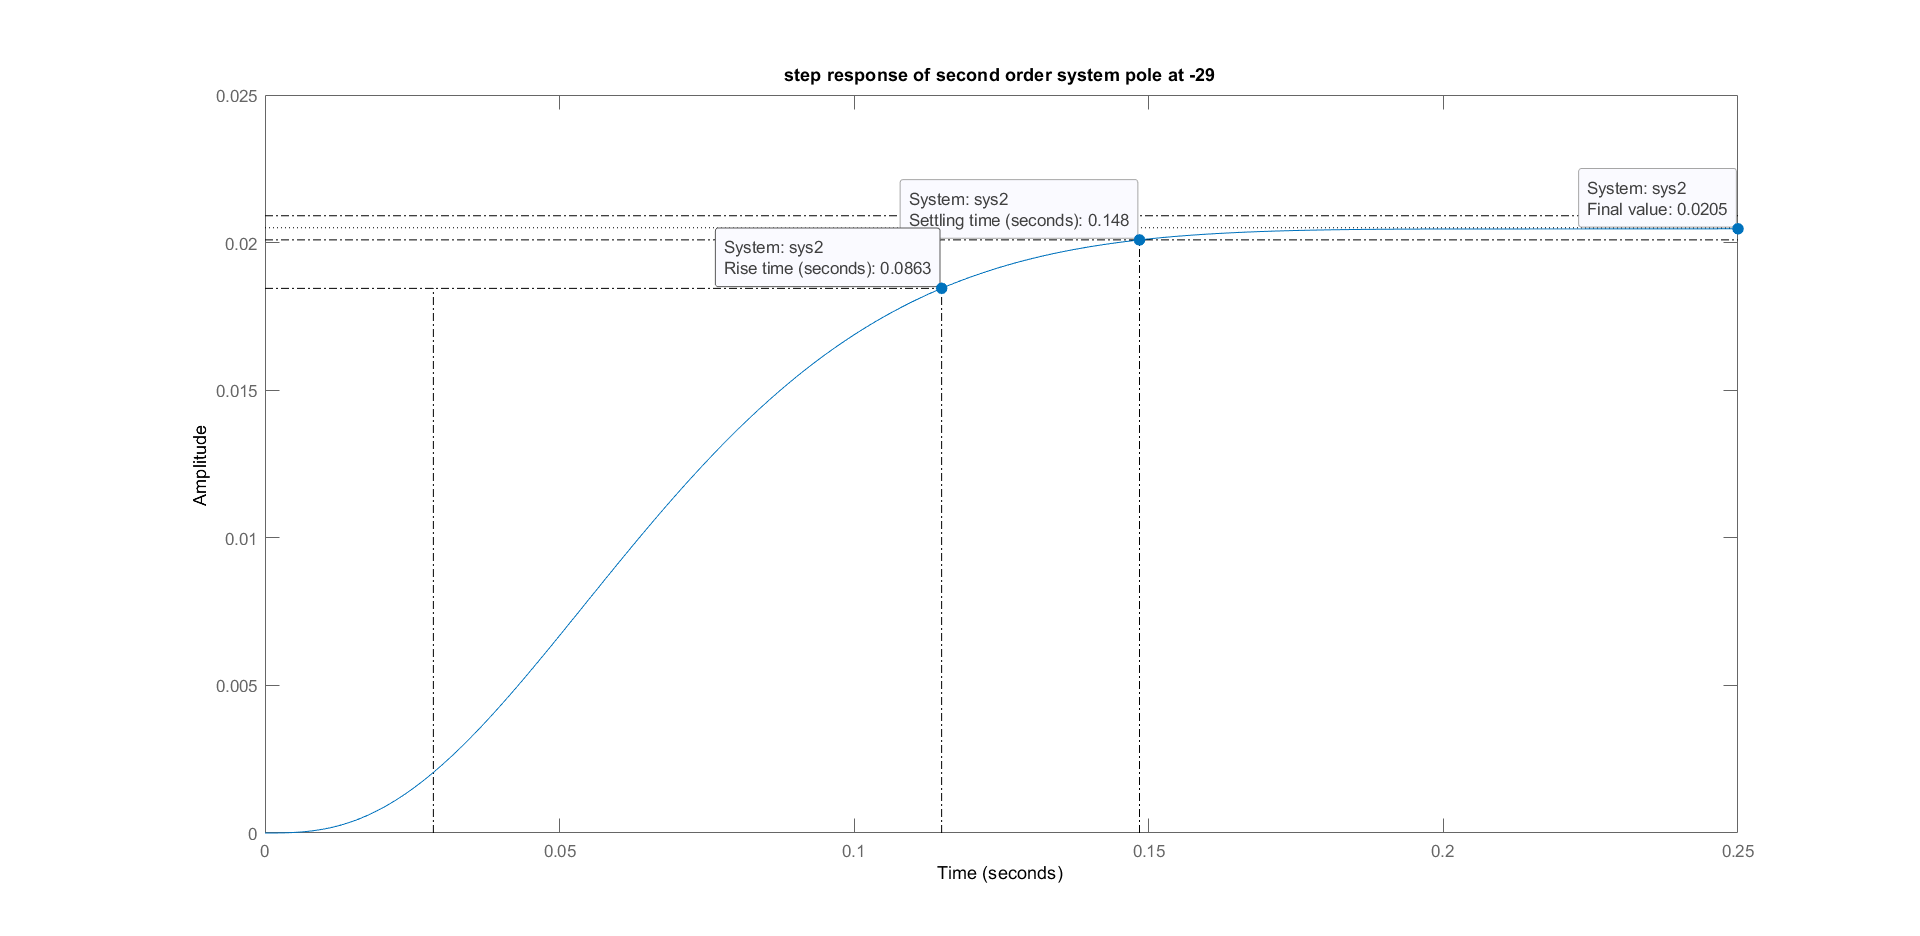 step response of second order system pole at -29
0.025
0.02
0.015
0.01
0.005
0
Amplitude
System: sys2
Final value: 0.0205
System: sys2
Settling time (seconds): 0.148
System: sys2
Rise time (seconds): 0.0863
0 0.05 0.1 0.15 0.2 0.25
Time (seconds)